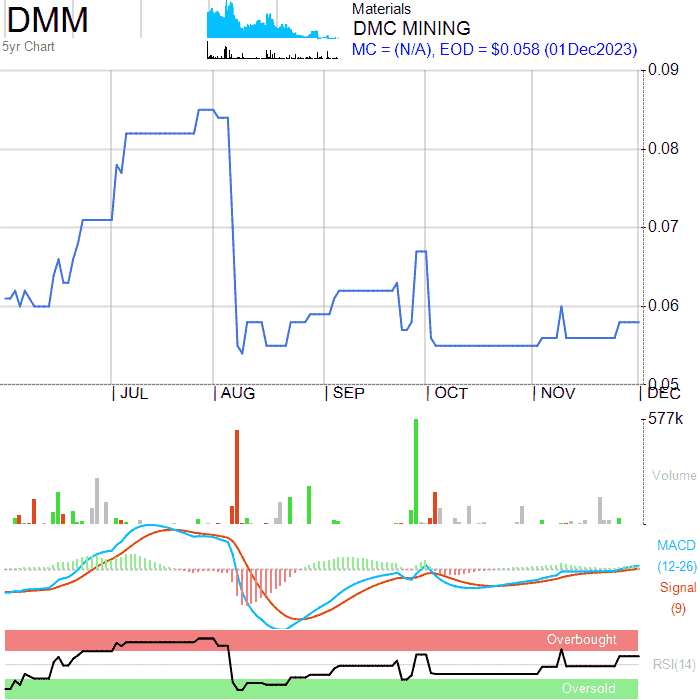 DMM
5yr Chart
Materials
DMC MINING
MC = (N/A), EOD = $0.058 (01Dec2023)
0.09
0.08
0.07
0.06
0.05
JUL
AUG
SEP
OCT
NOV
DEC
577k
Volume
MACD
(12-26)
Signal
(9)
Overbought
RSI(14)
Oversold